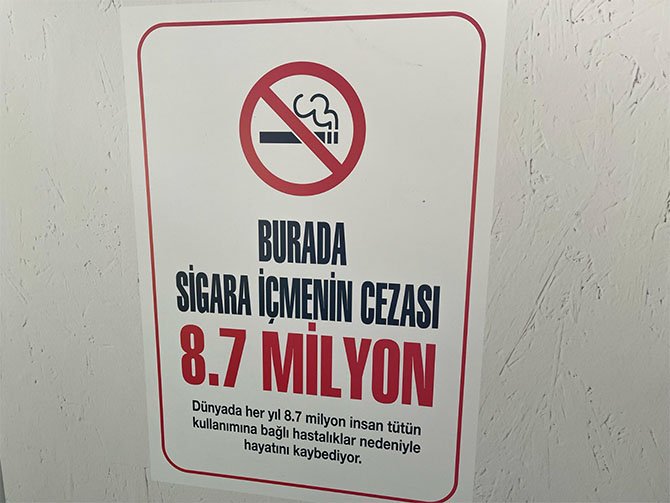 BURADA
SİGARA İÇMENİN CEZASI
8.7 MİLYON
Dünyada her yıl 8.7 milyon insan tütün
kullanımına bağlı hastalıklar nedeniyle
hayatını kaybediyor.